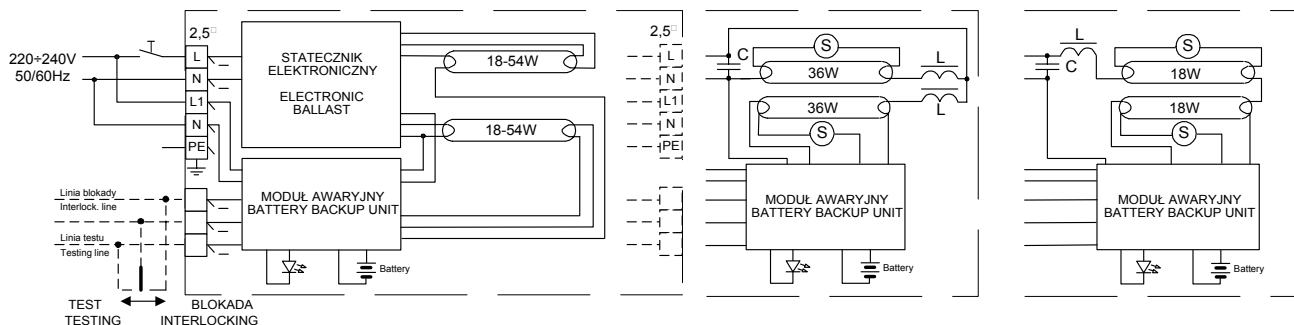 220÷240V
50/60Hz
2,5□
L
N
L1
N
PE
STATECZNIK
ELEKTRONICZNY
ELECTRONIC
BALLAST
18-54W
18-54W
MODUŁ AWARYJNY
BATTERY BACKUP UNIT
Battery
Linia blokady
Interlock. line
Linia testu
Testing line
TEST
TESTING
BLOKADA
INTERLOCKING
2,5□
L
N
L1
N
PE
C
S
36W
L
36W
L
S
MODUŁ AWARYJNY
BATTERY BACKUP UNIT
Battery
L
C
S
18W
18W
S
MODUŁ AWARYJNY
BATTERY BACKUP UNIT
Battery